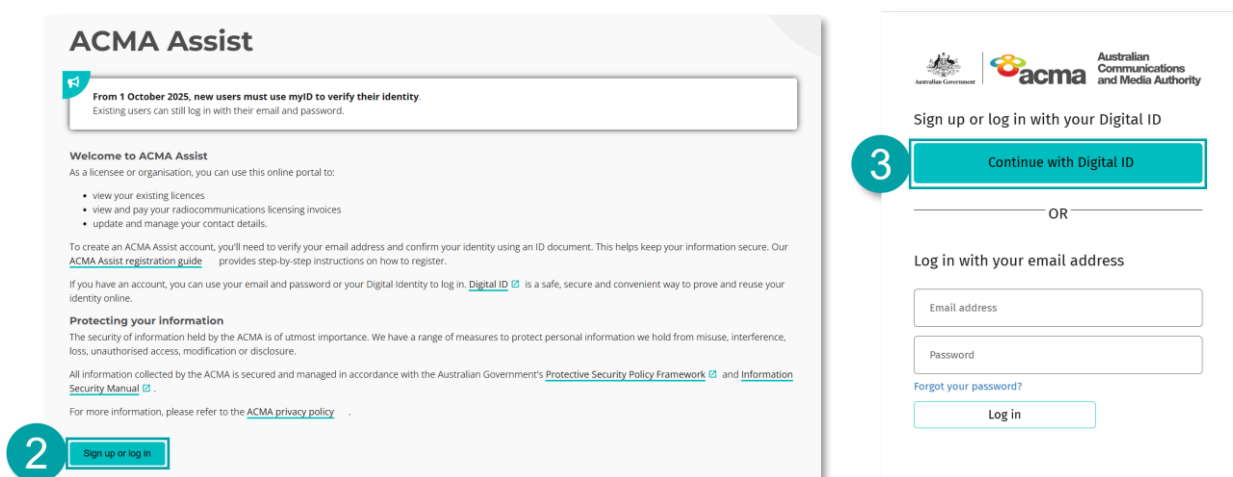 ACMA Assist
From 1 October 2025, new users must use myID to verify their identity.
Existing users can still log in with their email and password.
Welcome to ACMA Assist
As a licensee or organisation, you can use this online portal to:
• view your existing licences
• view and pay your radiocommunications licensing invoices
• update and manage your contact details.
To create an ACMA Assist account, you'll need to verify your email address and confirm your identity using an ID document. This helps keep your information secure. Our
ACMA Assist registration guide provides step-by-step instructions on how to register.
If you have an account, you can use your email and password or your Digital Identity to log in. Digital ID is a safe, secure and convenient way to prove and reuse your
identity online.
Protecting your information
The security of information held by the ACMA is of utmost importance. We have a range of measures to protect personal information we hold from misuse, interference,
loss, unauthorised access, modification or disclosure.
All information collected by the ACMA is secured and managed in accordance with the Australian Government's Protective Security Policy Framework and Information
Security Manual .
For more information, please refer to the ACMA privacy policy .
2
Sign up or log in
Australian Government
acma
Australian
Communications
and Media Authority
Sign up or log in with your Digital ID
3
Continue with Digital ID
OR
Log in with your email address
Email address
Password
Forgot your password?
Log in